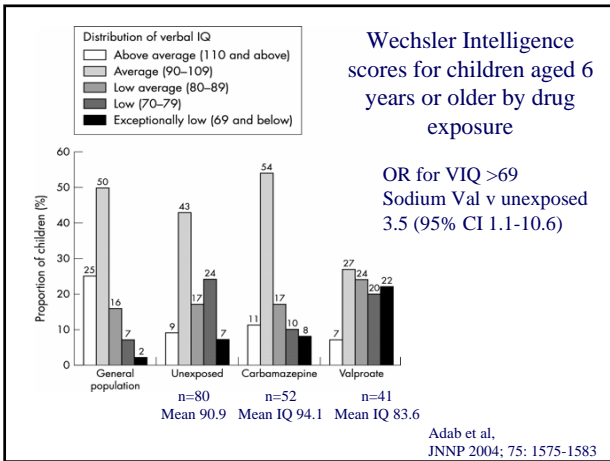 Distribution of verbal IQ
Above average (110 and above)
Average (90–109)
Low average (80–89)
Low (70–79)
Exceptionally low (69 and below)
Wechsler Intelligence
scores for children aged 6
years or older by drug
exposure
OR for VIQ >69
Sodium Val v unexposed
3.5 (95% CI 1.1-10.6)
Proportion of children (%)
60
50
40
30
20
10
0
25
50
16
7
2
9
43
17
24
7
11
54
17
10
8
7
27
24
20
22
General
population
Unexposed
Carbamazepine
Valproate
n=80
Mean 90.9
n=52
Mean IQ 94.1
n=41
Mean IQ 83.6
Adab et al,
JNNP 2004; 75: 1575-1583